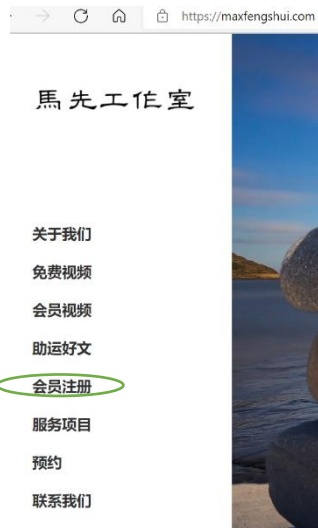 https://maxfengshui.com
馬先工作室
关于我们
免费视频
会员视频
助运好文
会员注册
服务项目
预约
联系我们